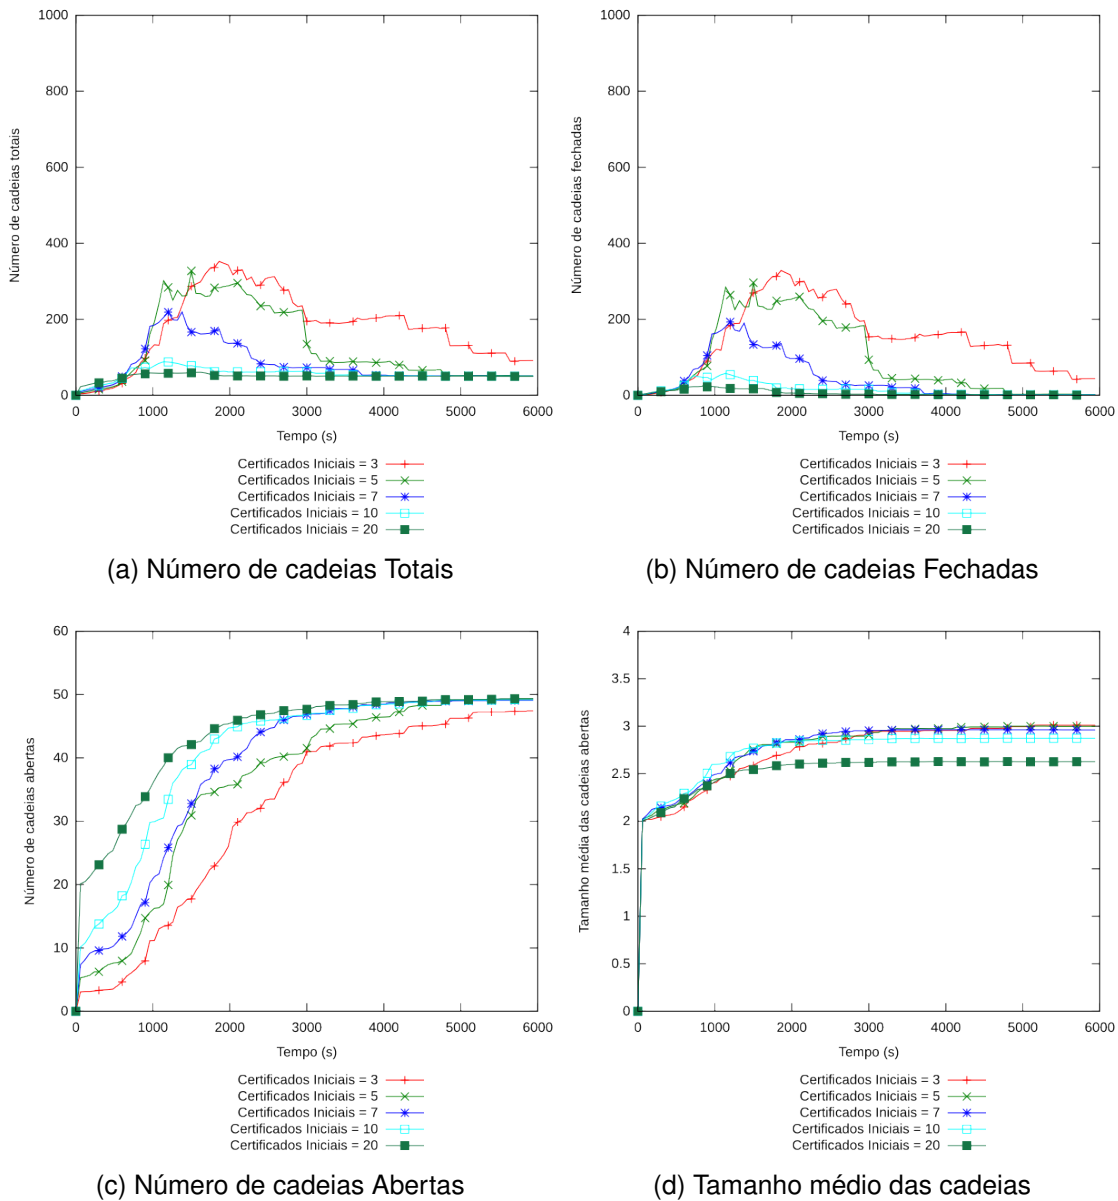 1000
800
600
400
200
0
Número de cadeias totais
0 1000 2000 3000 4000 5000 6000
Tempo (s)
Certificados Iniciais = 3
Certificados Iniciais = 5
Certificados Iniciais = 7
Certificados Iniciais = 10
Certificados Iniciais = 20
(a) Número de cadeias Totais
1000
800
600
400
200
0
Número de cadeias fechadas
0 1000 2000 3000 4000 5000 6000
Tempo (s)
Certificados Iniciais = 3
Certificados Iniciais = 5
Certificados Iniciais = 7
Certificados Iniciais = 10
Certificados Iniciais = 20
(b) Número de cadeias Fechadas
60
50
40
30
20
10
0
Número de cadeias abertas
0 1000 2000 3000 4000 5000 6000
Tempo (s)
Certificados Iniciais = 3
Certificados Iniciais = 5
Certificados Iniciais = 7
Certificados Iniciais = 10
Certificados Iniciais = 20
(c) Número de cadeias Abertas
4
3.5
3
2.5
2
1.5
1
0.5
0
Tamanho média das cadeias abertas
0 1000 2000 3000 4000 5000 6000
Tempo (s)
Certificados Iniciais = 3
Certificados Iniciais = 5
Certificados Iniciais = 7
Certificados Iniciais = 10
Certificados Iniciais = 20
(d) Tamanho médio das cadeias